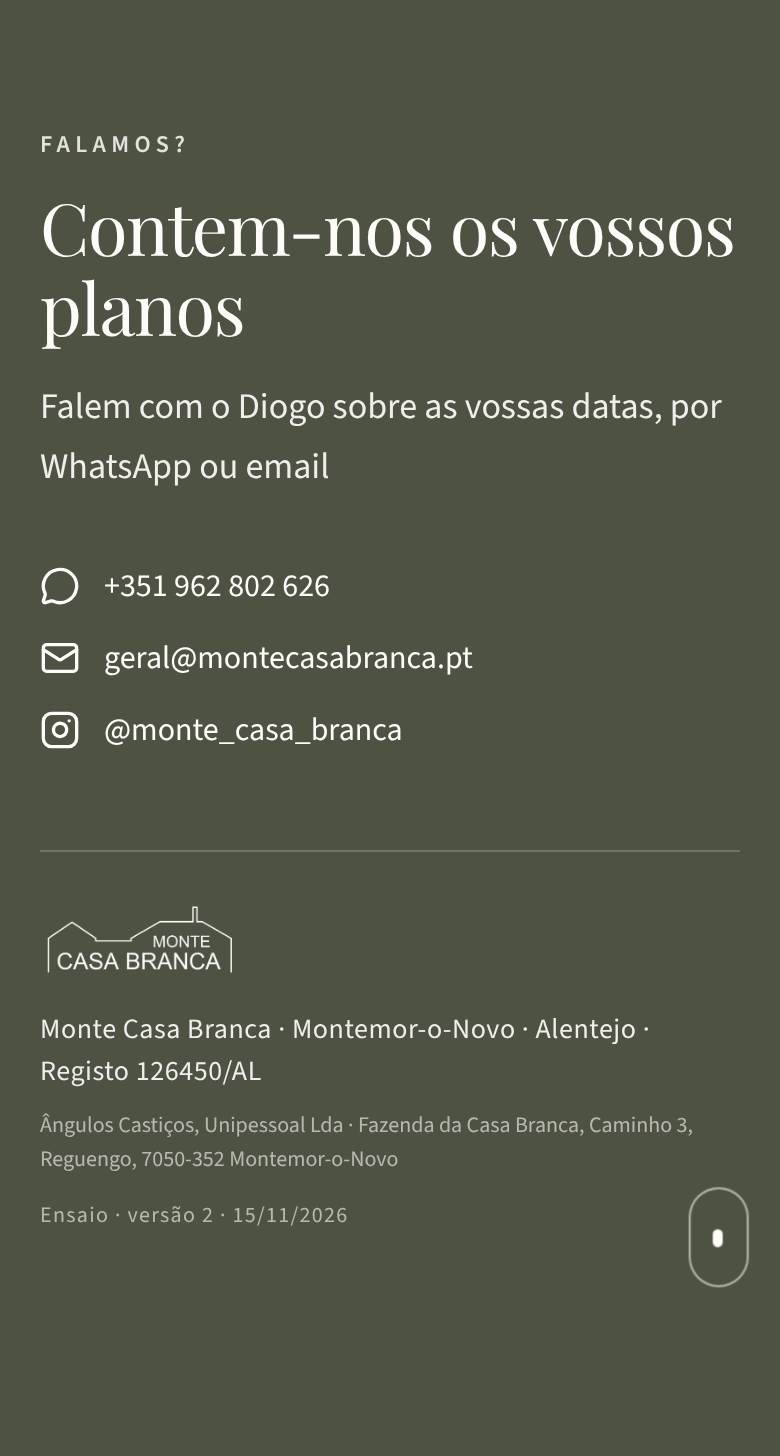 FALAMOS?
Contem-nos os vossos
planos
Falem com o Diogo sobre as vossas datas, por
WhatsApp ou email
+351 962 802 626
geral@montecasabranca.pt
@monte_casa_branca
MONTE
CASA BRANCA
Monte Casa Branca · Montemor-o-Novo · Alentejo ·
Registo 126450/AL
Ângulos Castiços, Unipessoal Lda · Fazenda da Casa Branca, Caminho 3,
Reguengo, 7050-352 Montemor-o-Novo
Ensaio · versão 2 · 15/11/2026